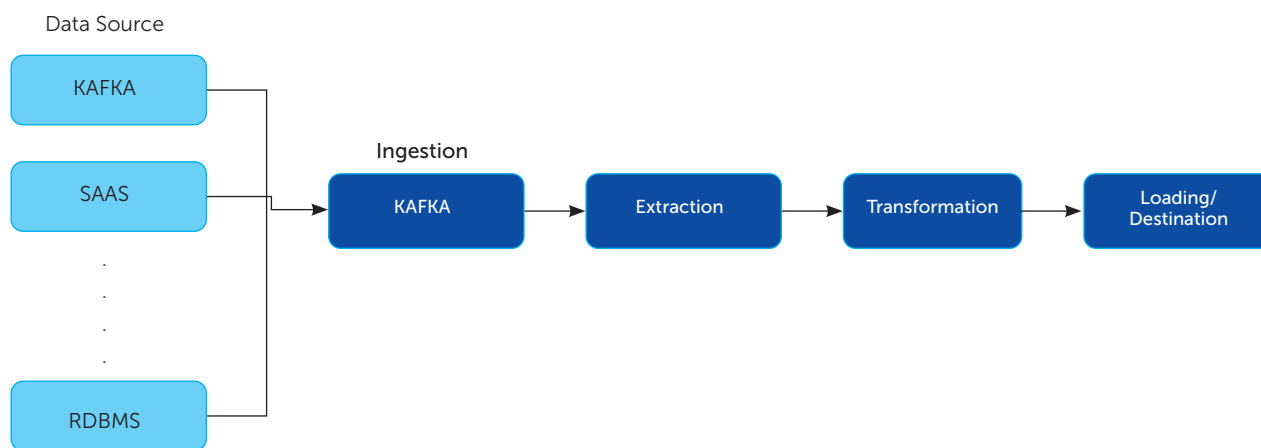 Data Source
KAFKA
SAAS
.
.
.
.
RDBMS
Ingestion
KAFKA
Extraction
Transformation
Loading/
Destination